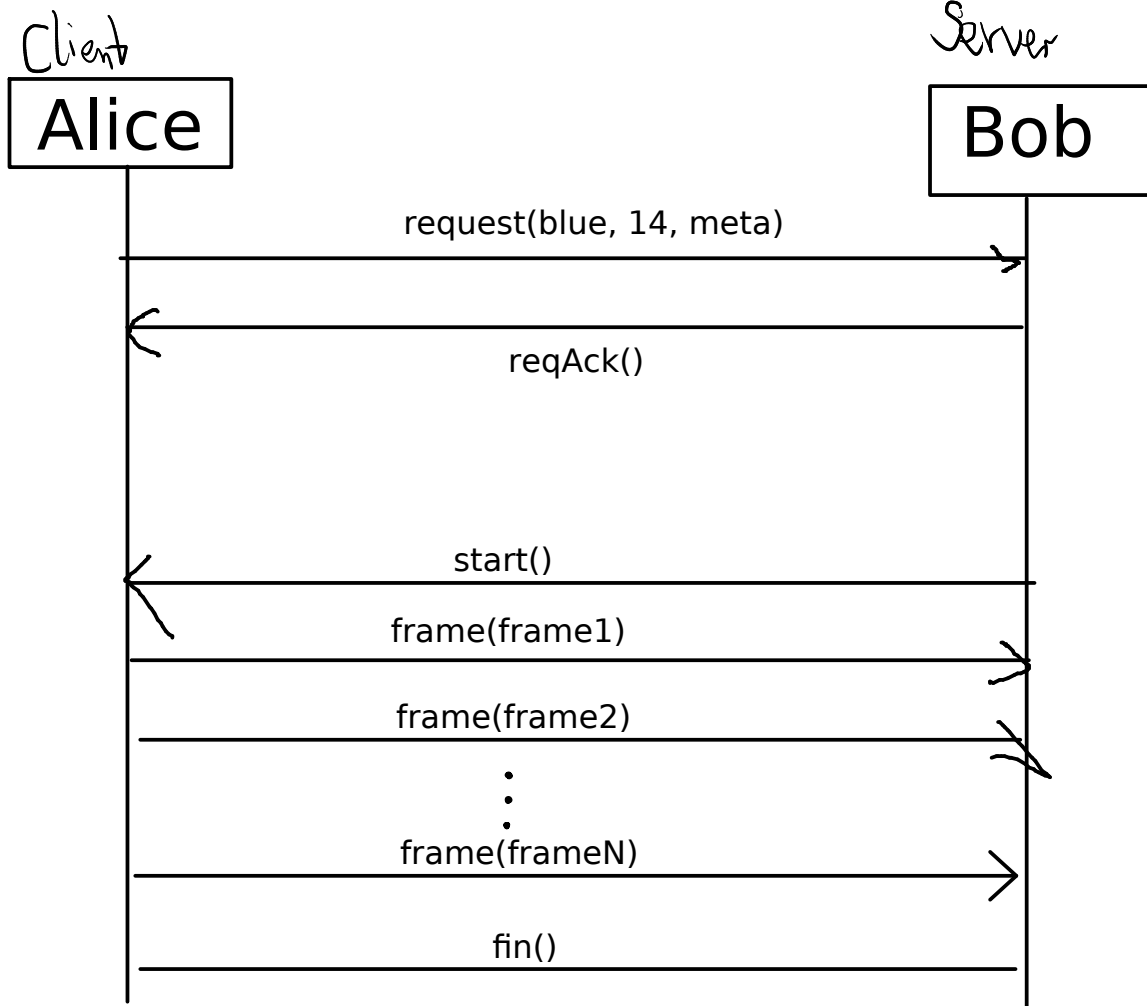 Client
Server
Alice
Bob
request(blue, 14, meta)
reqAck()
start()
frame(frame1)
frame(frame2)
frame(frameN)
fin()